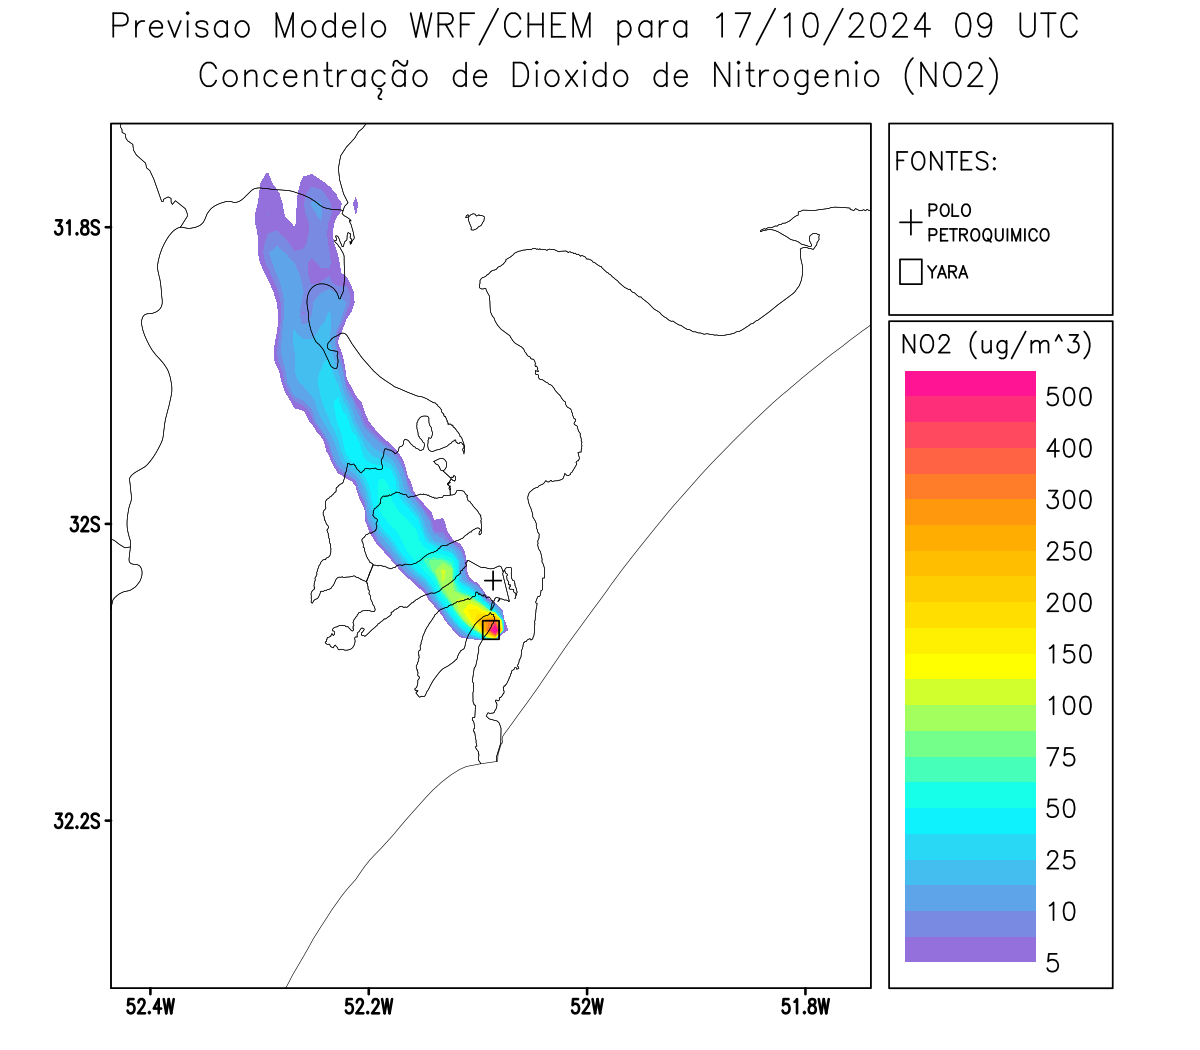 Previsao Modelo WRF/CHEM para 17/10/2024 09 UTC
Concentração de Dioxido de Nitrogenio (NO2)
FONTES:
POLO
PETROQUIMICO
YARA
31.8S
32S
32.2S
52.4W
52.2W
52W
51.8W
NO2 (ug/m^3)
500
400
300
250
200
150
100
75
50
25
10
5